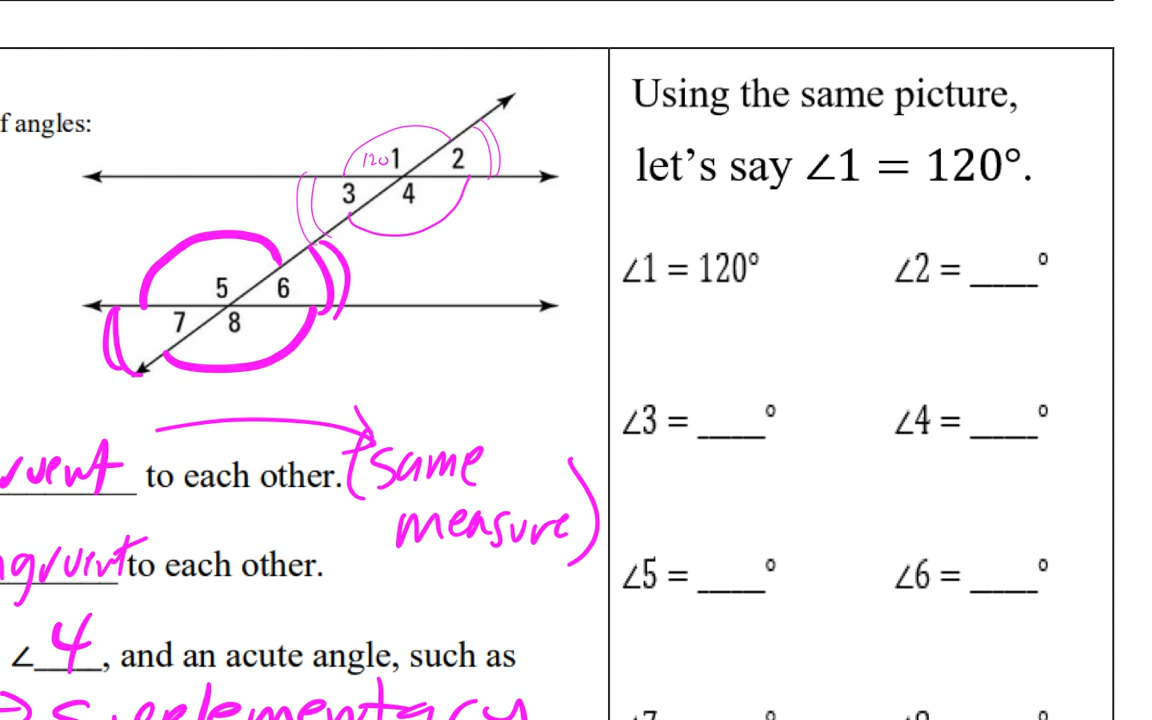 f angles:
120 1 2
3 4
5 6
7 8
to each other. (same
measure)
to each other.
∠ 4, and an acute angle, such as
Using the same picture,
let's say ∠1 = 120°.
∠1 = 120° ∠2 = ____°
∠3 = ____° ∠4 = ____°
∠5 = ____° ∠6 = ____°